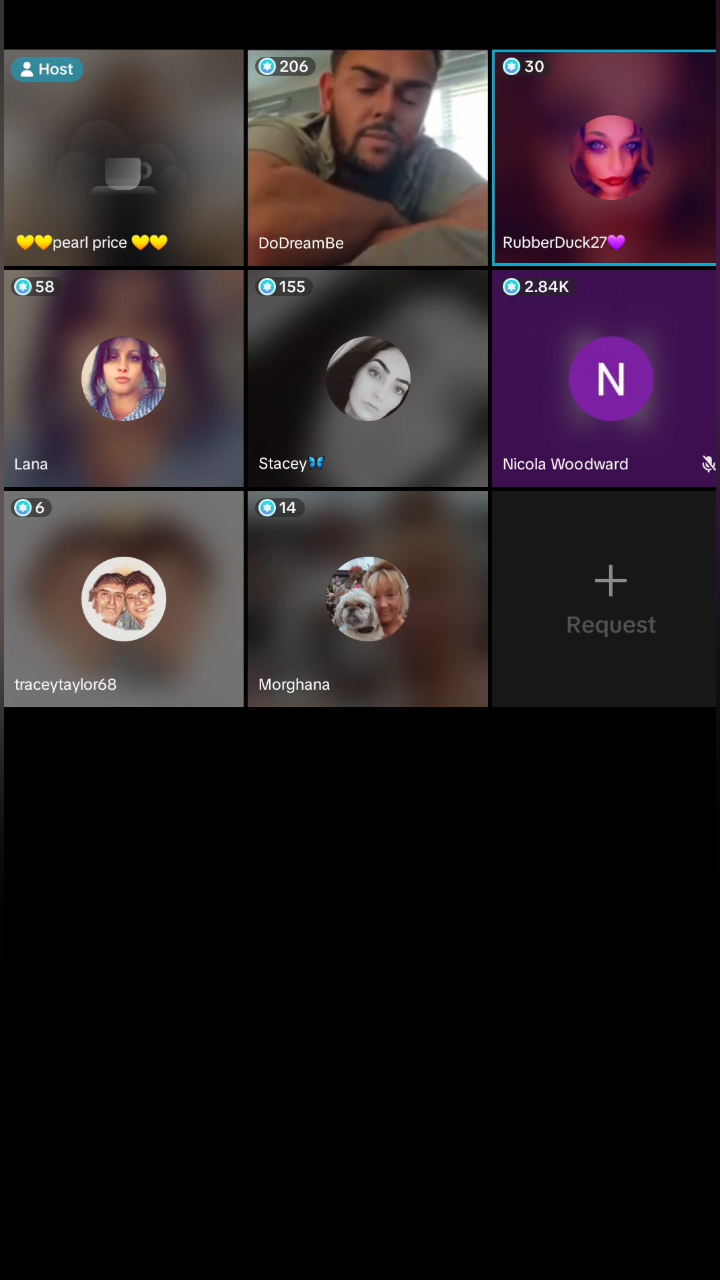 Host
💛💛pearl price 💛💛
206
DoDreamBe
30
RubberDuck27💜
58
Lana
155
Stacey🦋
2.84K
N
Nicola Woodward
6
traceytaylor68
14
Morghana
Request